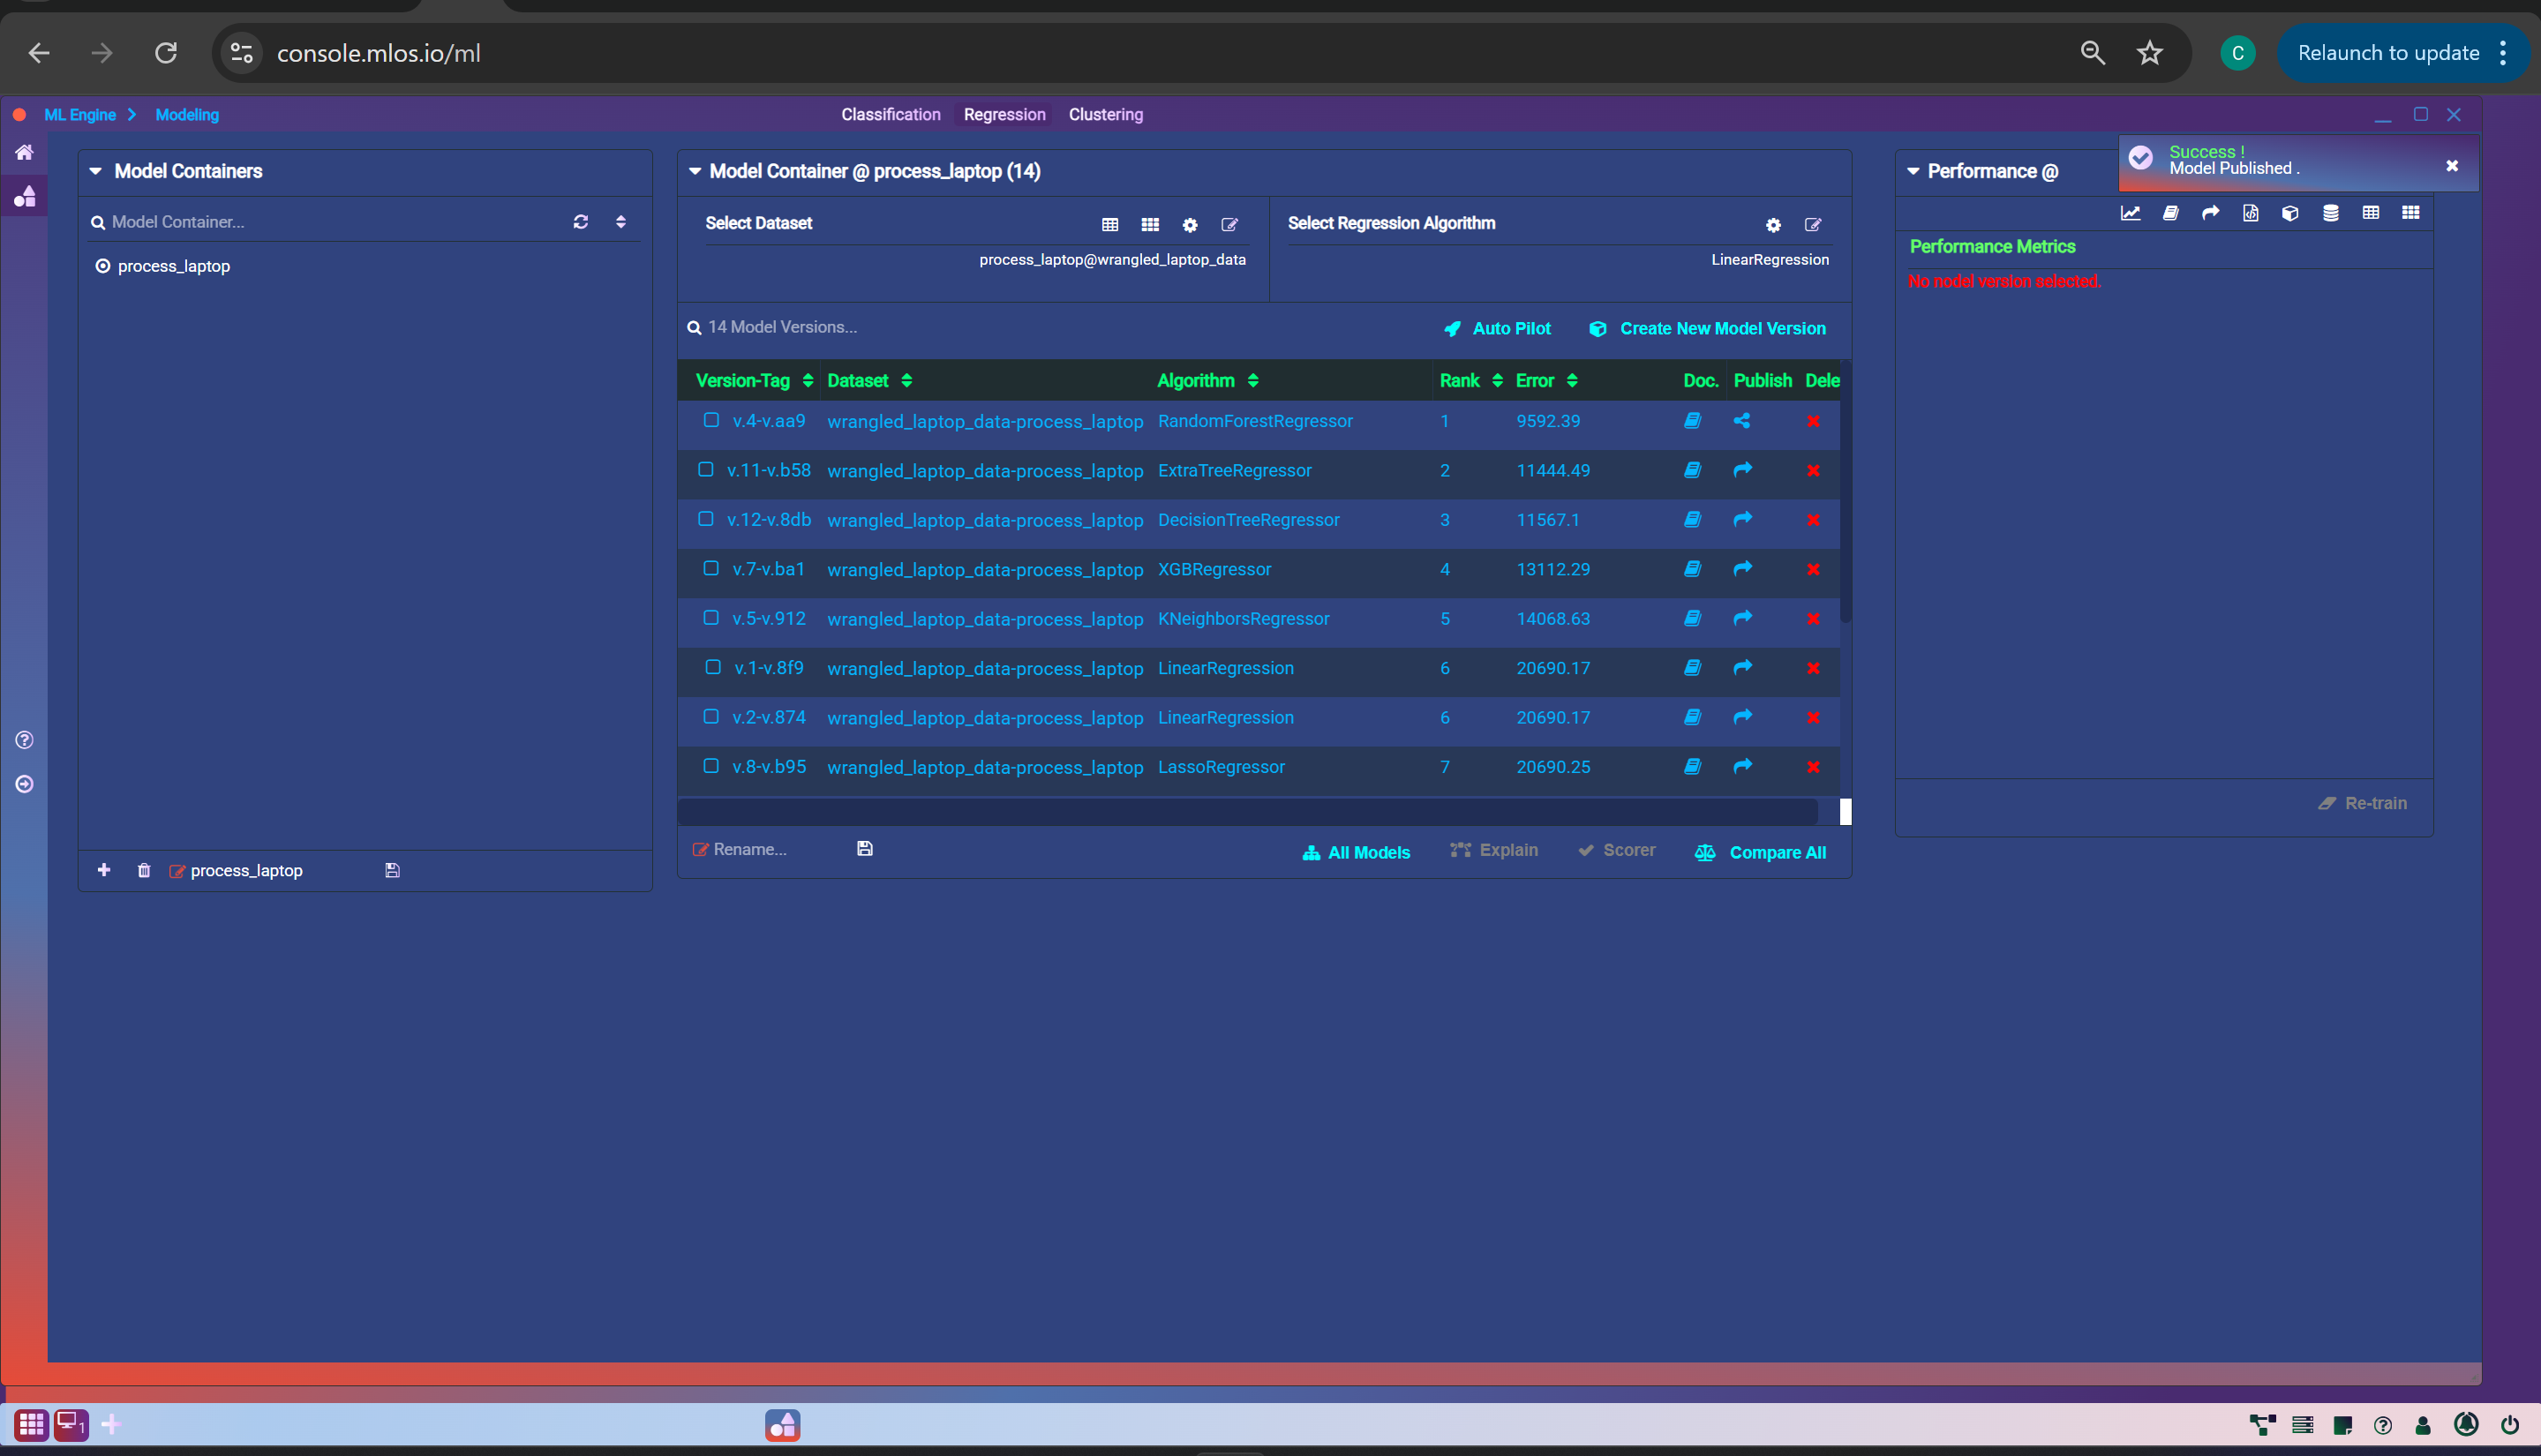 console.mlos.io/ml
C
Relaunch to update
ML Engine
Modeling
Classification
Regression
Clustering
Success !
Model Published .
Model Containers
Model Container...
process_laptop
process_laptop
Model Container @ process_laptop (14)
Select Dataset
process_laptop@wrangled_laptop_data
Select Regression Algorithm
LinearRegression
14 Model Versions...
Auto Pilot
Create New Model Version
Version-Tag Dataset Algorithm Rank Error Doc. Publish Dele
v.4-v.aa9 wrangled_laptop_data-process_laptop RandomForestRegressor 1 9592.39
v.11-v.b58 wrangled_laptop_data-process_laptop ExtraTreeRegressor 2 11444.49
v.12-v.8db wrangled_laptop_data-process_laptop DecisionTreeRegressor 3 11567.1
v.7-v.ba1 wrangled_laptop_data-process_laptop XGBRegressor 4 13112.29
v.5-v.912 wrangled_laptop_data-process_laptop KNeighborsRegressor 5 14068.63
v.1-v.8f9 wrangled_laptop_data-process_laptop LinearRegression 6 20690.17
v.2-v.874 wrangled_laptop_data-process_laptop LinearRegression 6 20690.17
v.8-v.b95 wrangled_laptop_data-process_laptop LassoRegressor 7 20690.25
Rename...
All Models
Explain
Scorer
Compare All
Performance @
Performance Metrics
No nodel version selected.
Re-train
1